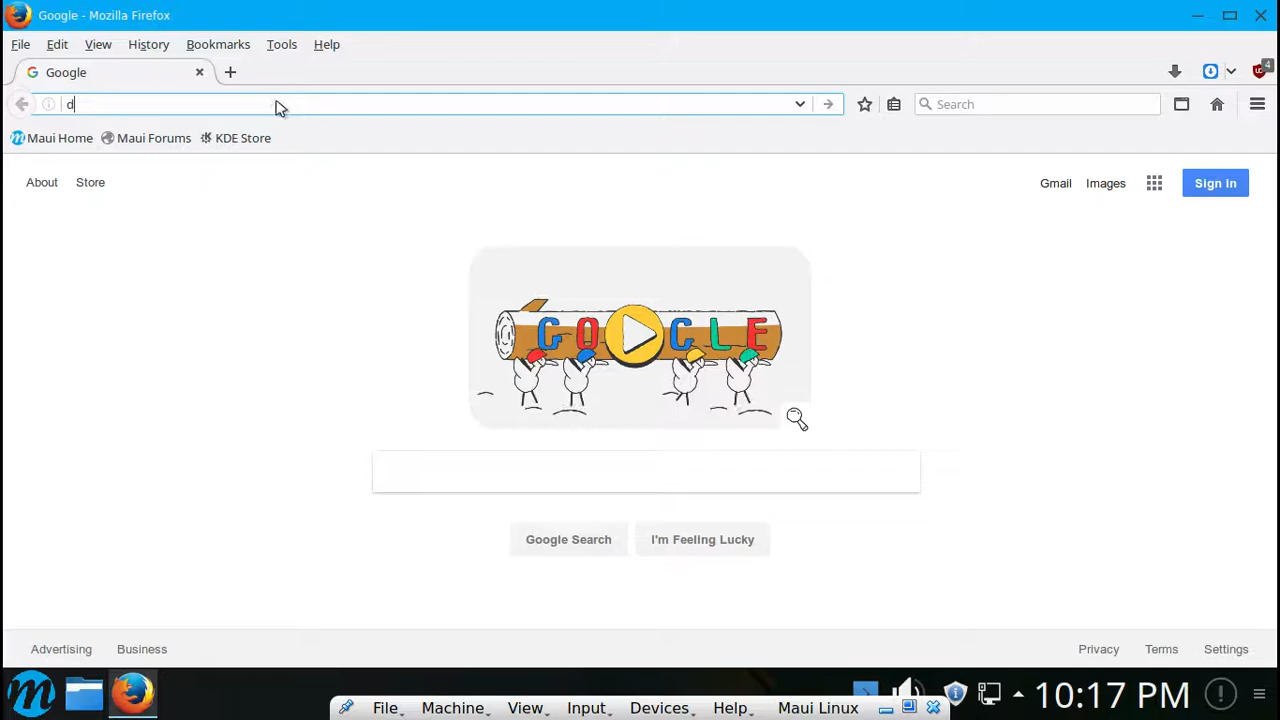 Google - Mozilla Firefox
File Edit View History Bookmarks Tools Help
Google
4
d
Search
Maui Home Maui Forums KDE Store
About Store
Gmail Images Sign in
GOOGLE
Google Search I'm Feeling Lucky
Advertising Business
Privacy Terms Settings
10:17 PM
File Machine View Input Devices Help Maui Linux